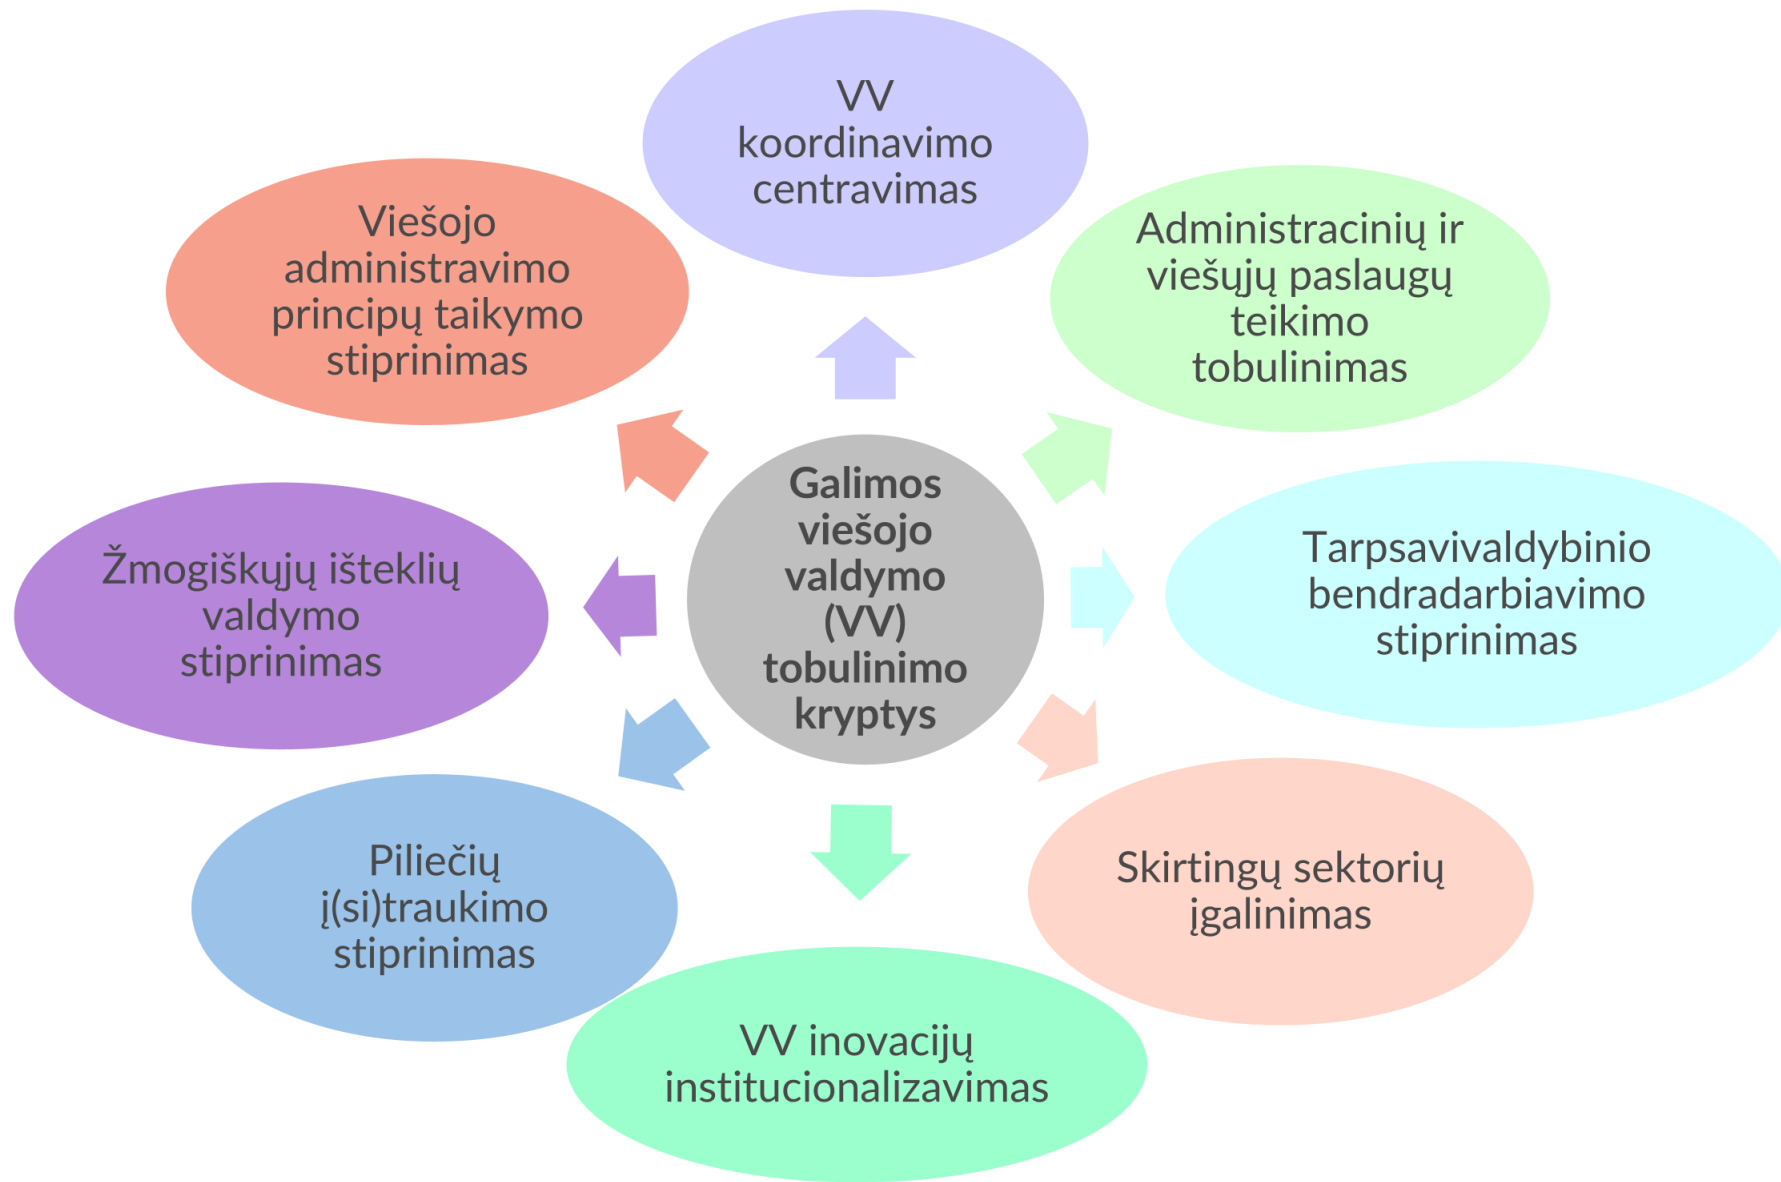 VV
koordinavimo
centravimas
Administracinių ir
viešųjų paslaugų
teikimo
tobulinimas
Tarpsavivaldybinio
bendradarbiavimo
stiprinimas
Skirtingų sektorių
įgalinimas
VV inovacijų
institucionalizavimas
Piliečių
į(si)traukimo
stiprinimas
Žmogiškųjų išteklių
valdymo
stiprinimas
Viešojo
administravimo
principų taikymo
stiprinimas
Galimos
viešojo
valdymo
(VV)
tobulinimo
kryptys